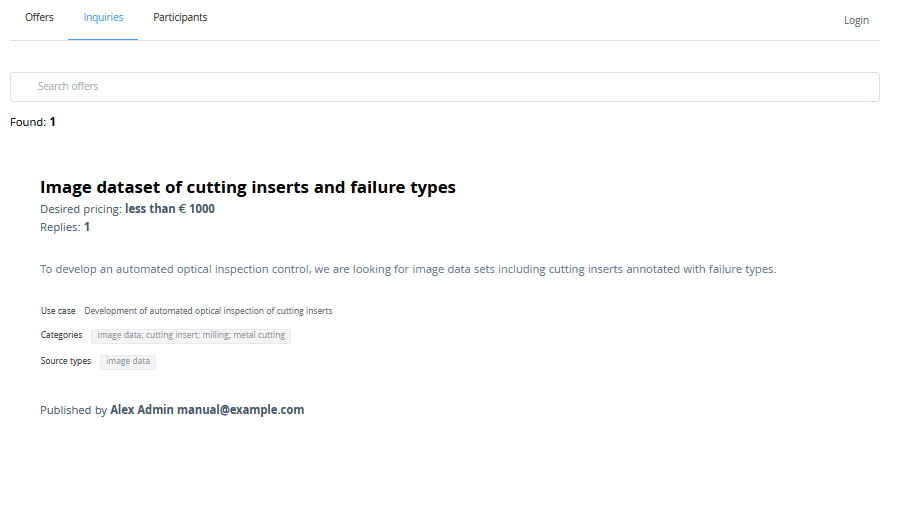 Offers Inquiries Participants Login
Search offers
Found: 1
Image dataset of cutting inserts and failure types
Desired pricing: less than € 1000
Replies: 1
To develop an automated optical inspection control, we are looking for image data sets including cutting inserts annotated with failure types.
Use case Development of automated optical inspection of cutting inserts
Categories image data; cutting insert; milling; metal cutting
Source types image data
Published by Alex Admin manual@example.com